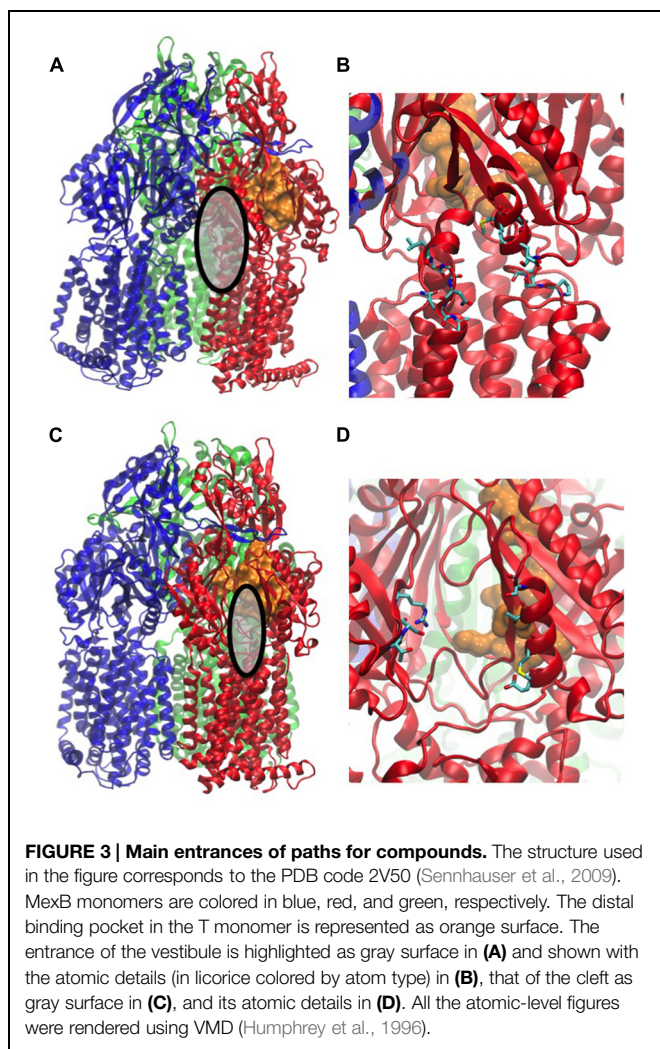 A
B
C
D
FIGURE 3 | Main entrances of paths for compounds. The structure used
in the figure corresponds to the PDB code 2V50 (Sennhauser et al., 2009).
MexB monomers are colored in blue, red, and green, respectively. The distal
binding pocket in the T monomer is represented as orange surface. The
entrance of the vestibule is highlighted as gray surface in (A) and shown with
the atomic details (in licorice colored by atom type) in (B), that of the cleft as
gray surface in (C), and its atomic details in (D). All the atomic-level figures
were rendered using VMD (Humphrey et al., 1996).